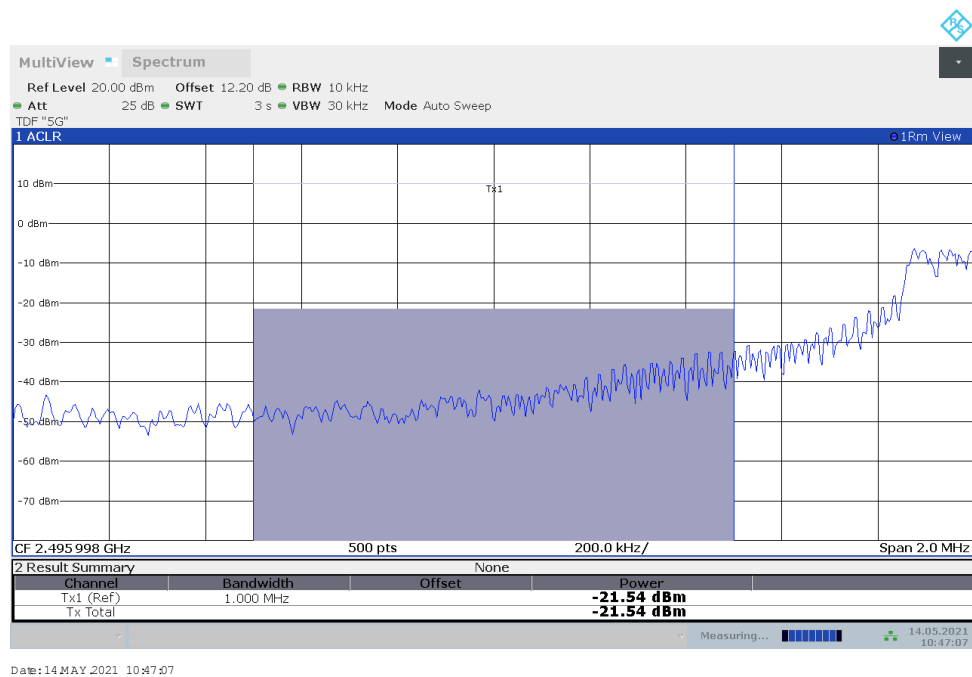 R&S
MultiView Spectrum
Ref Level 20.00 dBm Offset 12.20 dB RBW 10 kHz
Att 25 dB SWT 3 s VBW 30 kHz Mode Auto Sweep
TDF "5G"
1 ACLR 1Rm View
10 dBm
Tx1
0 dBm
-10 dBm
-20 dBm
-30 dBm
-40 dBm
-50 dBm
-60 dBm
-70 dBm
CF 2.495 998 GHz 500 pts 200.0 kHz/ Span 2.0 MHz
2 Result Summary None
Channel Bandwidth Offset Power
Tx1 (Ref) 1.000 MHz -21.54 dBm
Tx Total -21.54 dBm
Measuring... 14.05.2021
10:47:07
Date: 14.MAY.2021 10:47:07